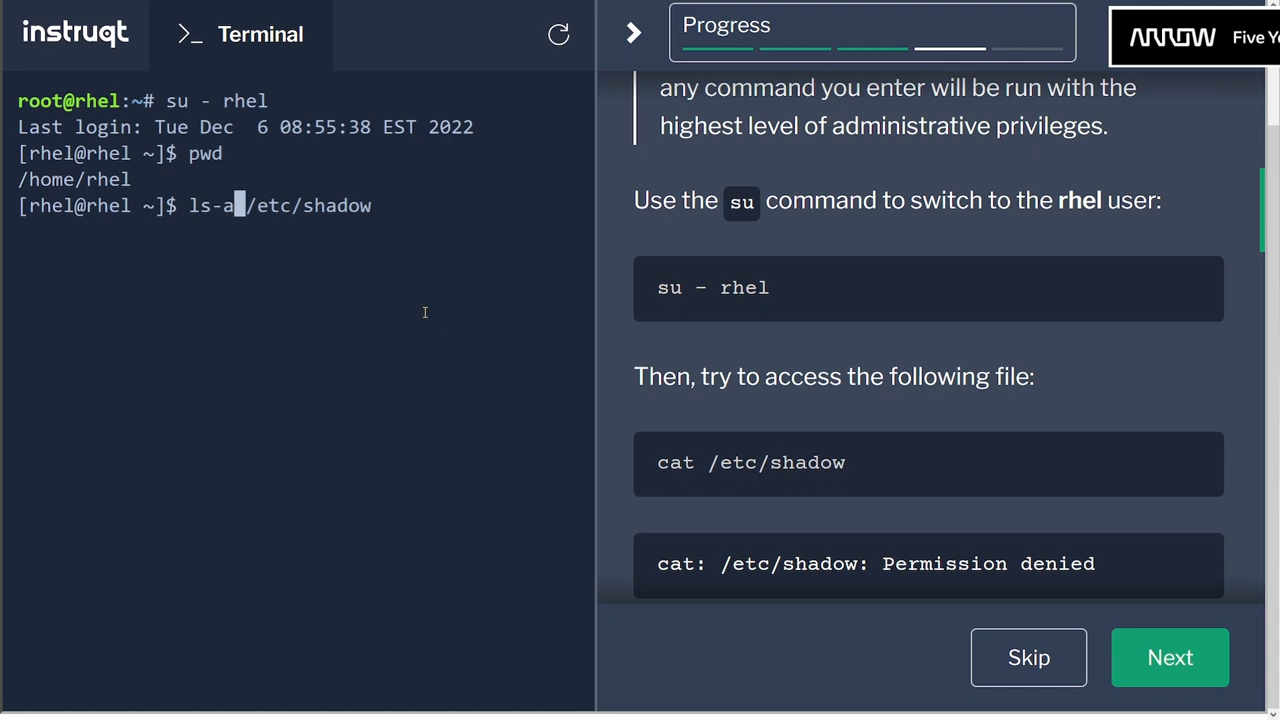 instruqt
>_ Terminal
root@rhel:~# su - rhel
Last login: Tue Dec  6 08:55:38 EST 2022
[rhel@rhel ~]$ pwd
/home/rhel
[rhel@rhel ~]$ ls-a /etc/shadow
Progress
ARROW Five Ye
any command you enter will be run with the
highest level of administrative privileges.
Use the su command to switch to the rhel user:
su - rhel
Then, try to access the following file:
cat /etc/shadow
cat: /etc/shadow: Permission denied
Skip
Next